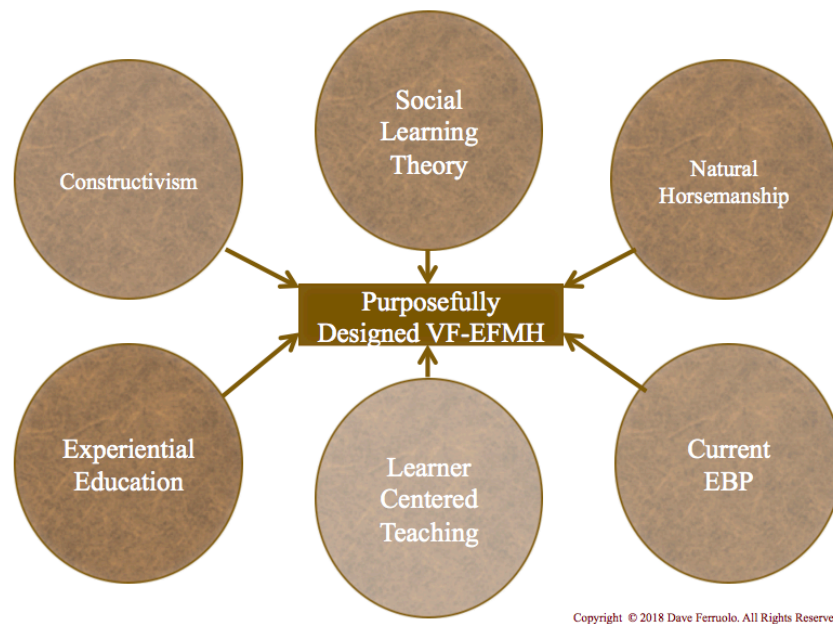 Social
Learning
Theory
Constructivism
Natural
Horsemanship
Purposefully
Designed VF-EFMH
Experiential
Education
Learner
Centered
Teaching
Current
EBP
Copyright © 2018 Dave Ferruolo. All Rights Reserve